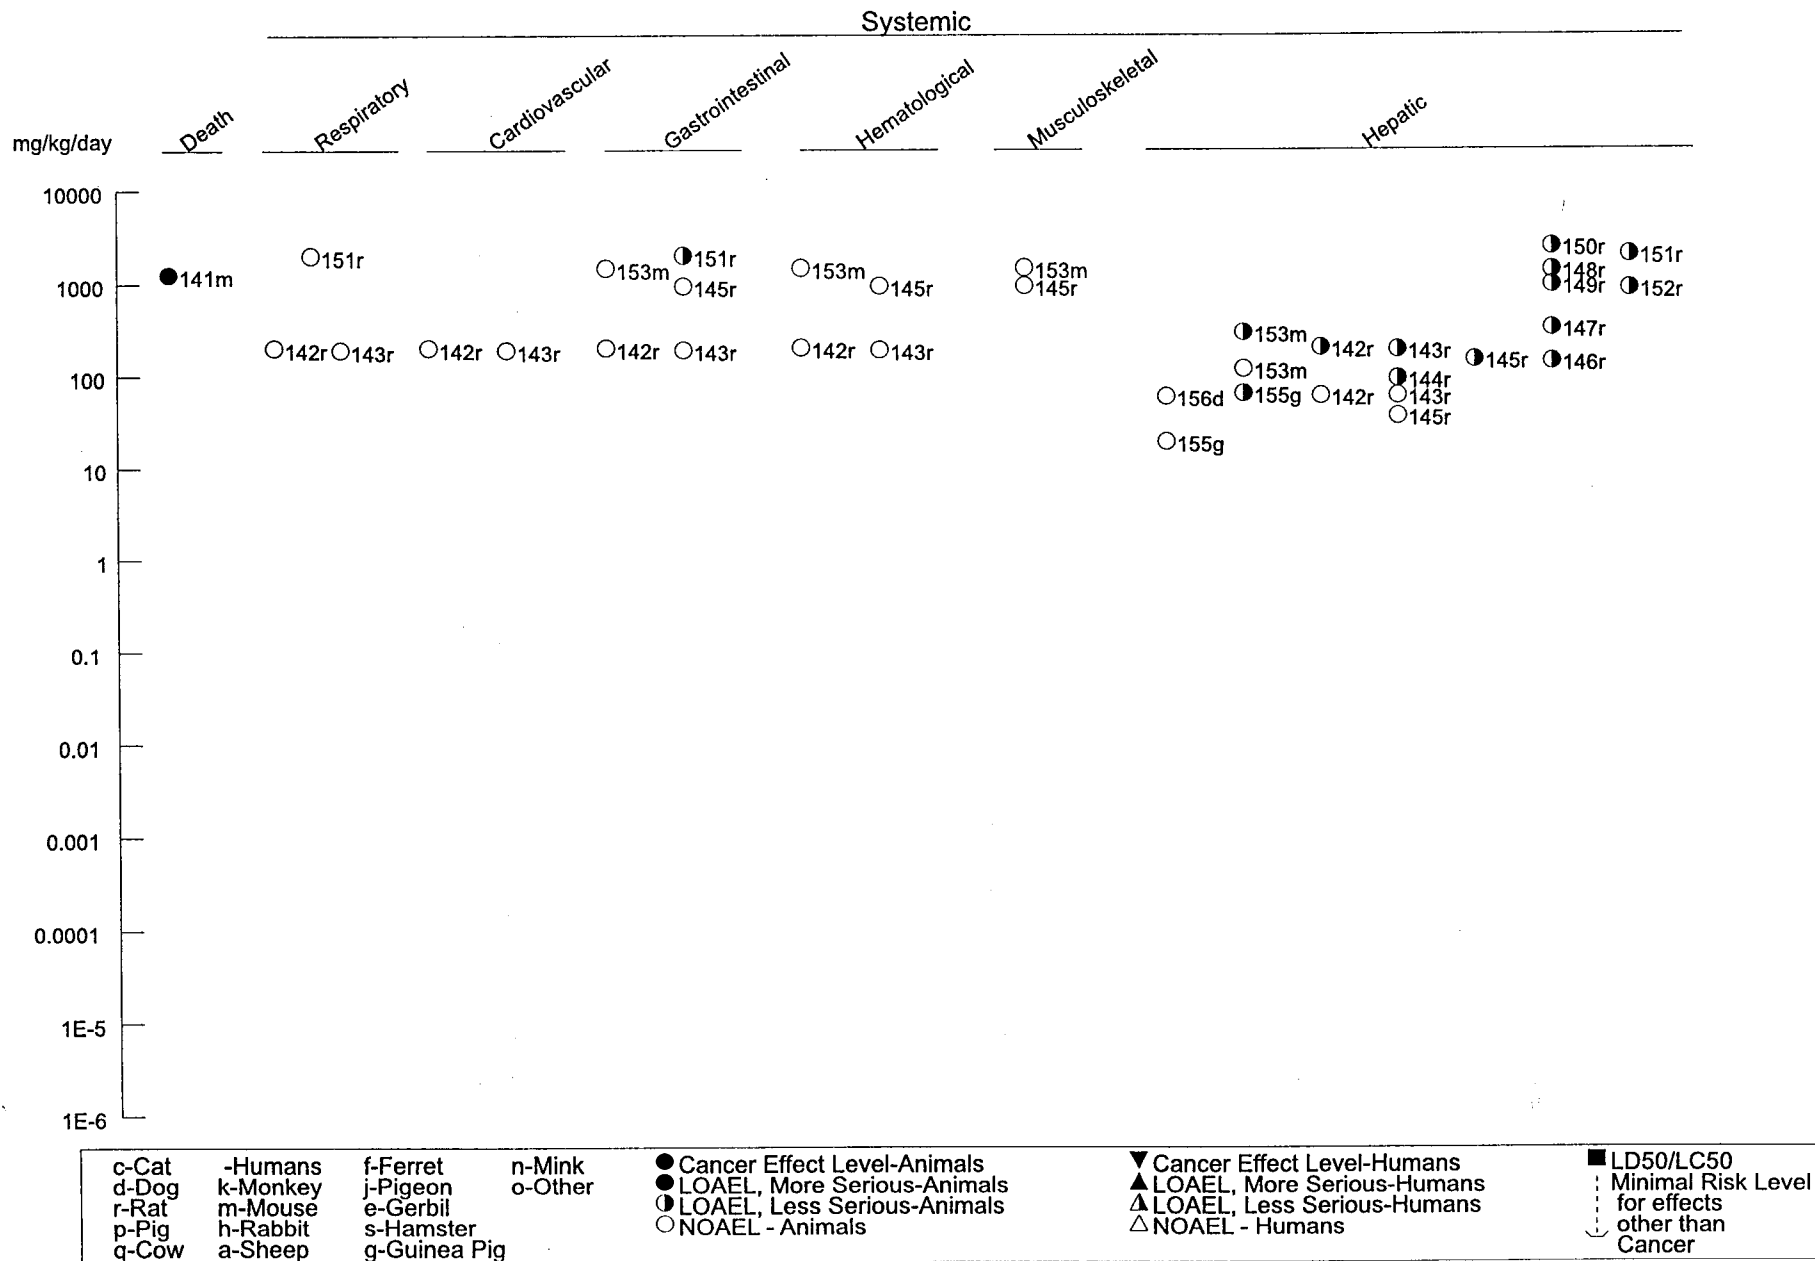 Systemic
mg/kg/day
Death
Respiratory
Cardiovascular
Gastrointestinal
Hematological
Musculoskeletal
Hepatic
10000
1000
100
10
1
0.1
0.01
0.001
0.0001
1E-5
1E-6
141m
151r
142r
143r
142r
143r
153m
151r
145r
142r
143r
153m
145r
142r
143r
153m
145r
156d
155g
153m
153m
155g
142r
142r
143r
144r
143r
145r
145r
150r
148r
149r
147r
146r
151r
152r
c-Cat -Humans f-Ferret n-Mink
d-Dog k-Monkey j-Pigeon o-Other
r-Rat m-Mouse e-Gerbil
p-Pig h-Rabbit s-Hamster
q-Cow a-Sheep g-Guinea Pig
Cancer Effect Level-Animals
LOAEL, More Serious-Animals
LOAEL, Less Serious-Animals
NOAEL - Animals
Cancer Effect Level-Humans
LOAEL, More Serious-Humans
LOAEL, Less Serious-Humans
NOAEL - Humans
LD50/LC50
Minimal Risk Level
for effects
other than
Cancer